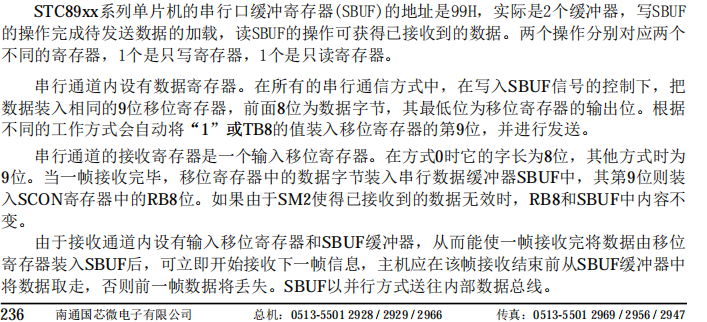 STC89xx系列单片机的串行口缓冲寄存器(SBUF)的地址是99H，实际是2个缓冲器，写SBUF
的操作完成待发送数据的加载，读SBUF的操作可获得已接收到的数据。两个操作分别对应两个
不同的寄存器，1个是只写寄存器，1个是只读寄存器。
串行通道内设有数据寄存器。在所有的串行通信方式中，在写入SBUF信号的控制下，把
数据装入相同的9位移位寄存器，前面8位为数据字节，其最低位为移位寄存器的输出位。根据
不同的工作方式会自动将“1”或TB8的值装入移位寄存器的第9位，并进行发送。
串行通道的接收寄存器是一个输入移位寄存器。在方式0时它的字长为8位，其他方式时为
9位。当一帧接收完毕，移位寄存器中的数据字节装入串行数据缓冲器SBUF中，其第9位则装
入SCON寄存器中的RB8位。如果由于SM2使得已接收到的数据无效时，RB8和SBUF中内容不
变。
由于接收通道内设有输入移位寄存器和SBUF缓冲器，从而能使一帧接收完将数据由移位
寄存器装入SBUF后，可立即开始接收下一帧信息，主机应在该帧接收结束前从SBUF缓冲器中
将数据取走，否则前一帧数据将丢失。SBUF以并行方式送往内部数据总线。
236 南通国芯微电子有限公司 总机：0513-5501 2928 / 2929 / 2966 传真：0513-5501 2969 / 2956 / 2947